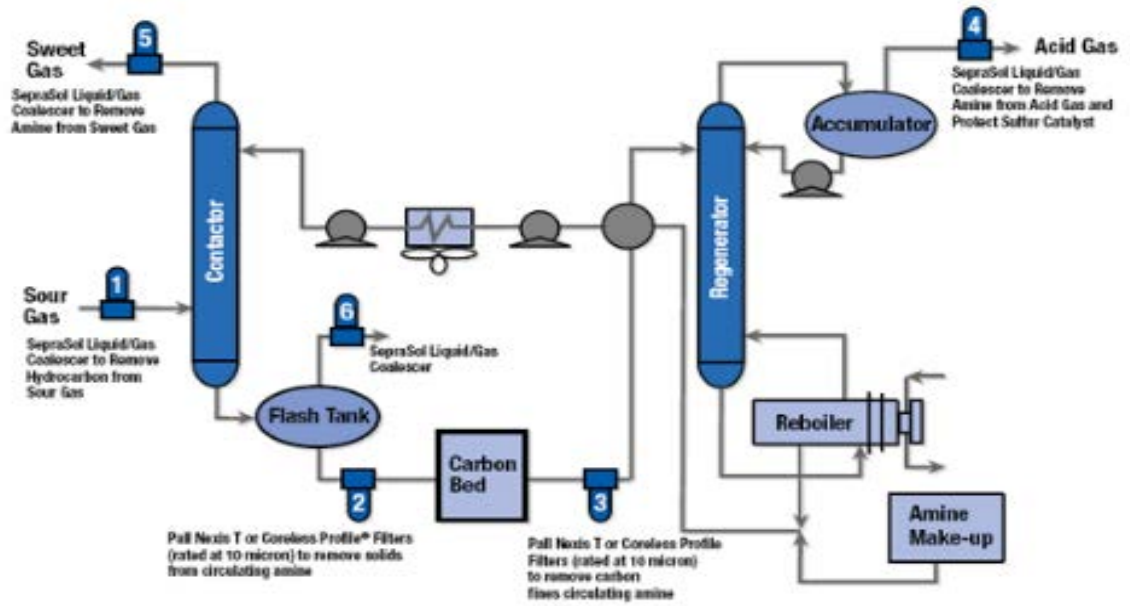 5
Sweet
Gas
SepraSol Liquid/Gas
Coalescer to Remove
Amine from Sweet Gas
4
Acid Gas
SepraSol Liquid/Gas
Coalescer to Remove
Amine from Acid Gas and
Protect Sulfur Catalyst
Accumulator
Contactor
Regenerator
1
Sour
Gas
SepraSol Liquid/Gas
Coalescer to Remove
Hydrocarbon from
Sour Gas
6
SepraSol Liquid/Gas
Coalescer
Flash Tank
Reboiler
Carbon
Bed
2
Pall Nexis T or Coreless Profile® Filters
(rated at 10 micron) to remove solids
from circulating amine
3
Pall Nexis T or Coreless Profile
Filters (rated at 10 micron)
to remove carbon
fines circulating amine
Amine
Make-up